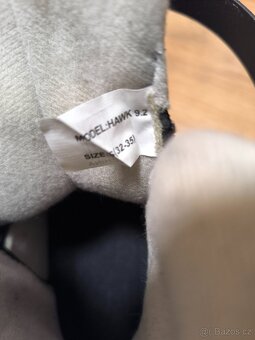 MODEL:HAWK 9.2
SIZE (32-35)
Bazos.cz